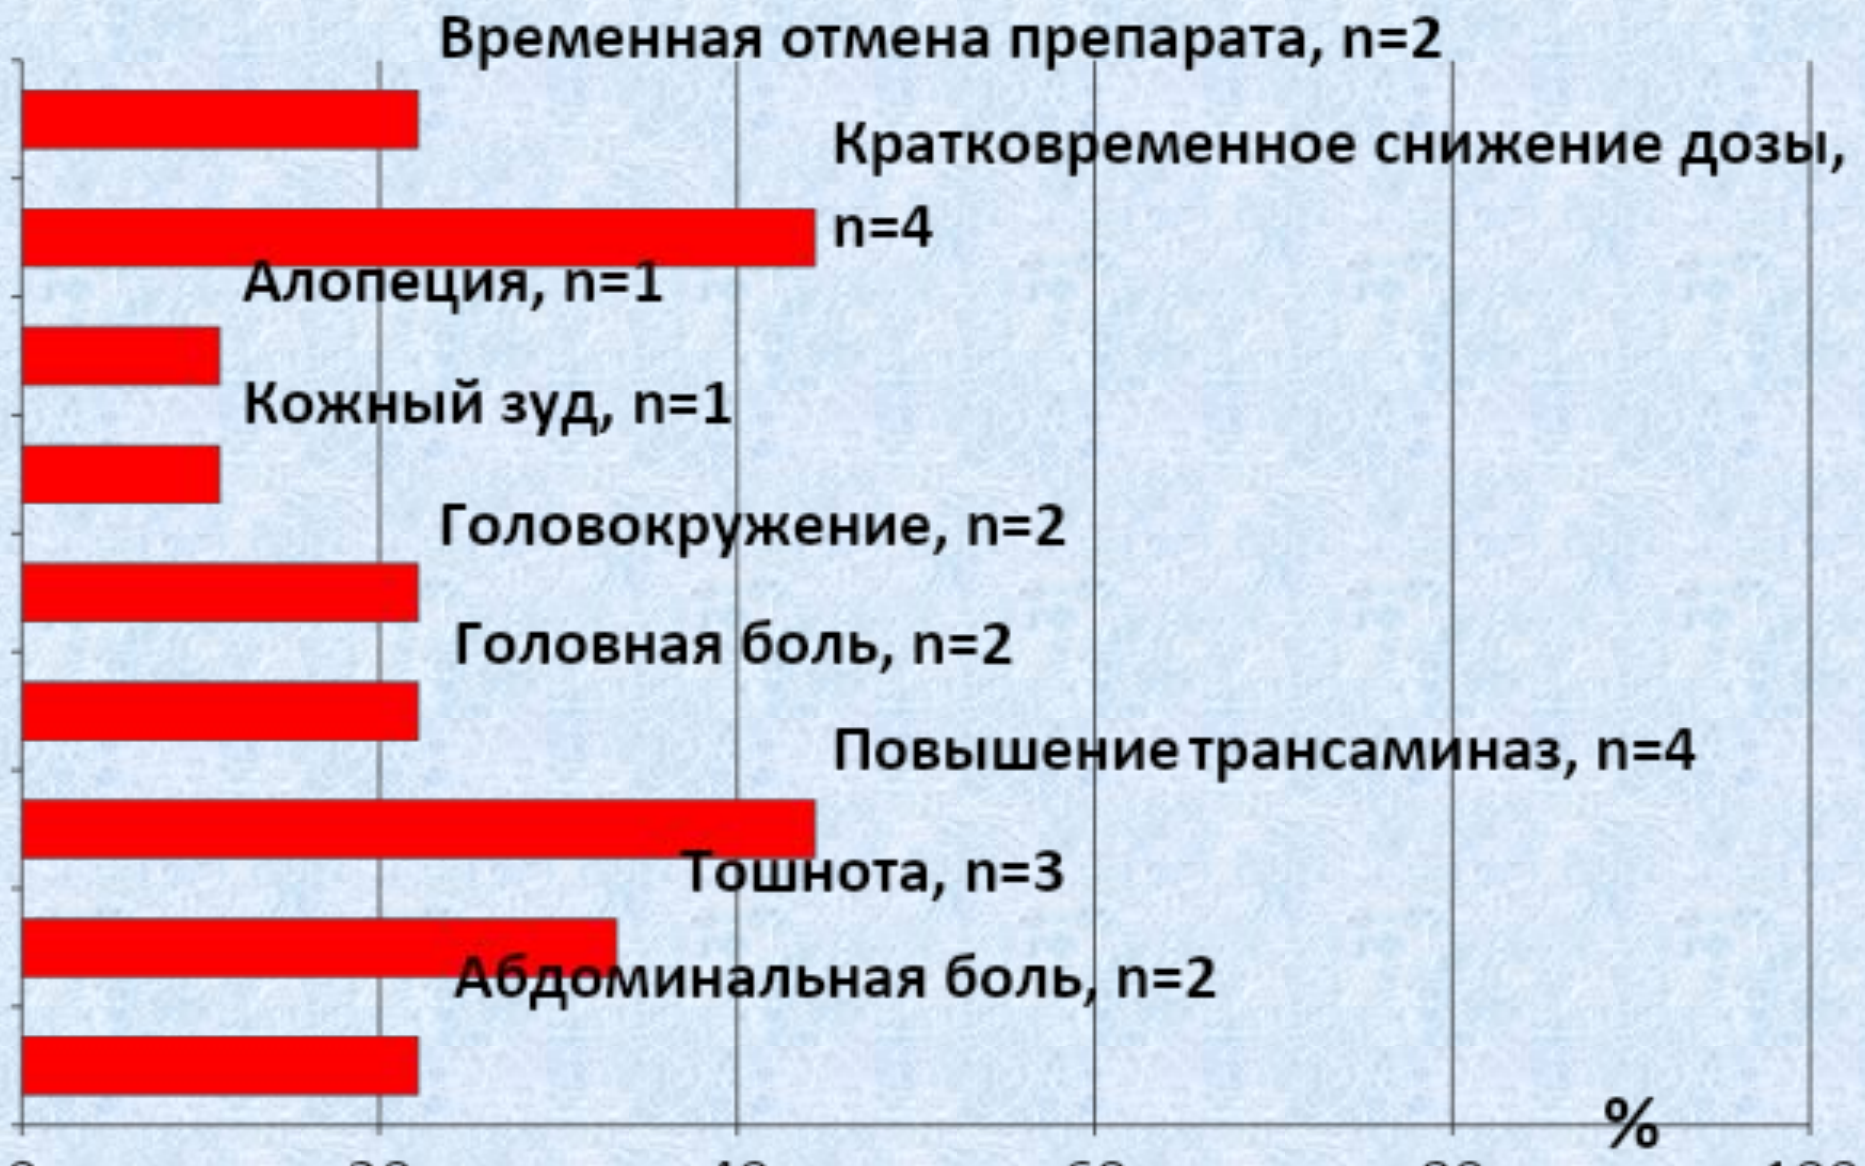 Временная отмена препарата, n=2
Кратковременное снижение дозы,
n=4
Алопеция, n=1
Кожный зуд, n=1
Головокружение, n=2
Головная боль, n=2
Повышение трансаминаз, n=4
Тошнота, n=3
Абдоминальная боль, n=2
%